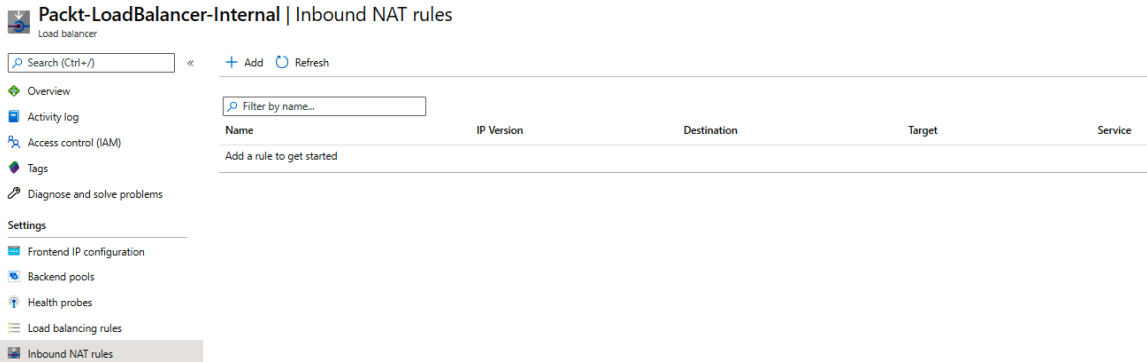 Packt-LoadBalancer-Internal | Inbound NAT rules
Load balancer
Search (Ctrl+/)
«
Add
Refresh
Overview
Activity log
Access control (IAM)
Tags
Diagnose and solve problems
Settings
Frontend IP configuration
Backend pools
Health probes
Load balancing rules
Inbound NAT rules
Filter by name...
Name IP Version Destination Target Service
Add a rule to get started